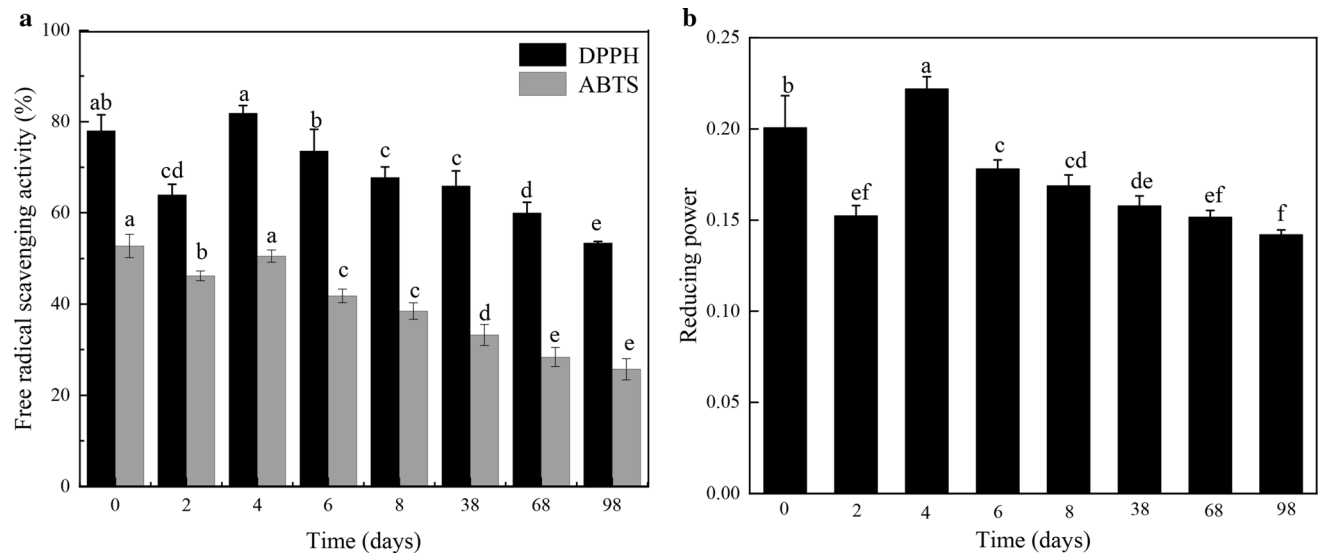 a
100
80
60
40
20
0
Free radical scavenging activity (%)
DPPH
ABTS
ab cd a b c c d e
a b a c c d e e
0 2 4 6 8 38 68 98
Time (days)
b
0.25
0.20
0.15
0.10
0.05
0.00
Reducing power
b ef a c cd de ef f
0 2 4 6 8 38 68 98
Time (days)